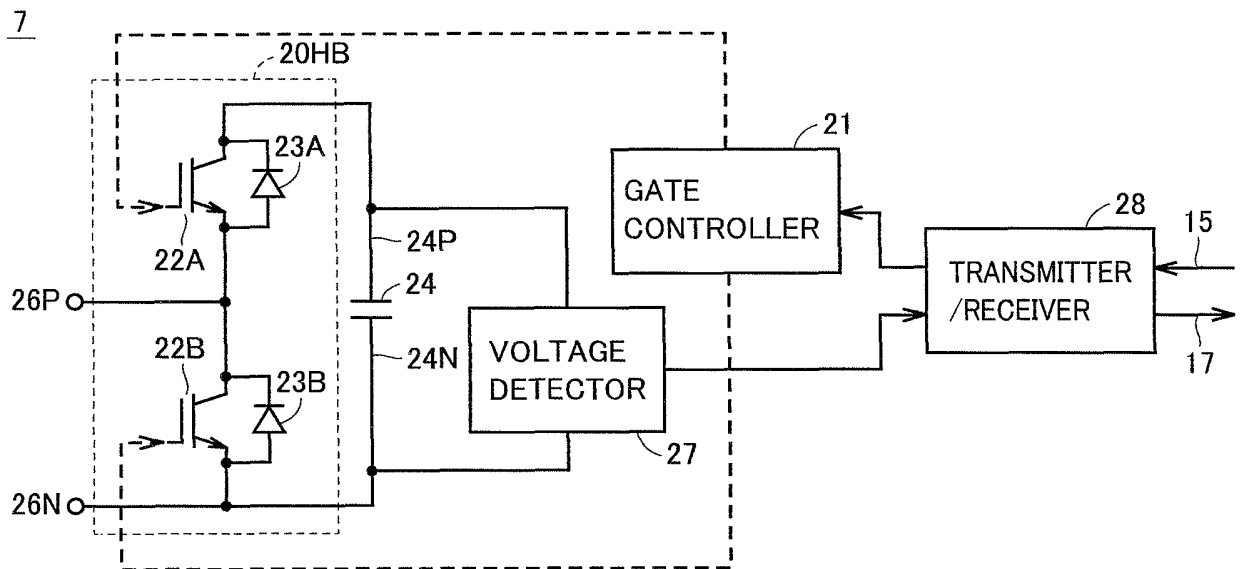 7
20HB
23A
22A
26P
22B
23B
26N
24P
24
24N
VOLTAGE
DETECTOR
27
21
GATE
CONTROLLER
28
TRANSMITTER
/RECEIVER
15
17